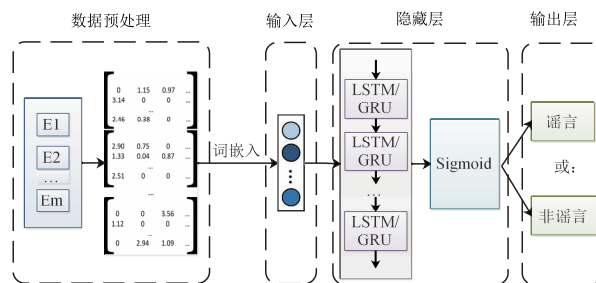 数据预处理
输入层
隐藏层
输出层
E1
E2
…
Em
0 1.15 0.97 ...
3.14 0 0 ...
...
2.46 0.38 0 ...
2.90 0.75 0 ...
1.33 0.04 0.87 ...
...
2.51 0 0 ...
...
0 0 3.56 ...
1.12 0 0 ...
...
0 2.94 1.09 ...
词嵌入
LSTM/
GRU
LSTM/
GRU
…
LSTM/
GRU
Sigmoid
谣言
或:
非谣言